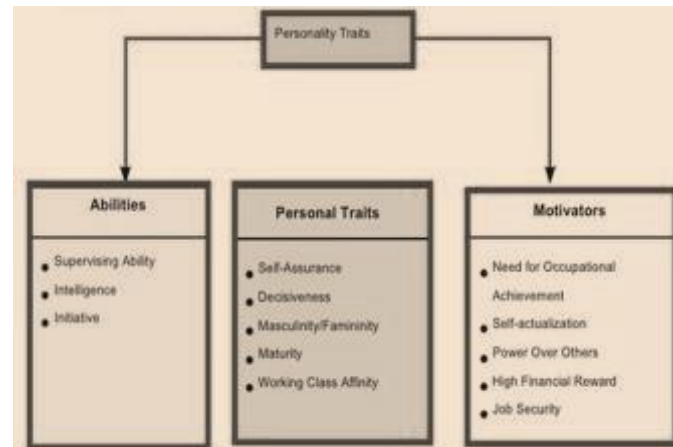 Personality Traits
Abilities
Supervising Ability
Intelligence
Initiative
Personal Traits
Self-Assurance
Decisiveness
Masculinity/Famininity
Maturity
Working Class Affinity
Motivators
Need for Occupational
Achievement
Self-actualization
Power Over Others
High Financial Reward
Job Security